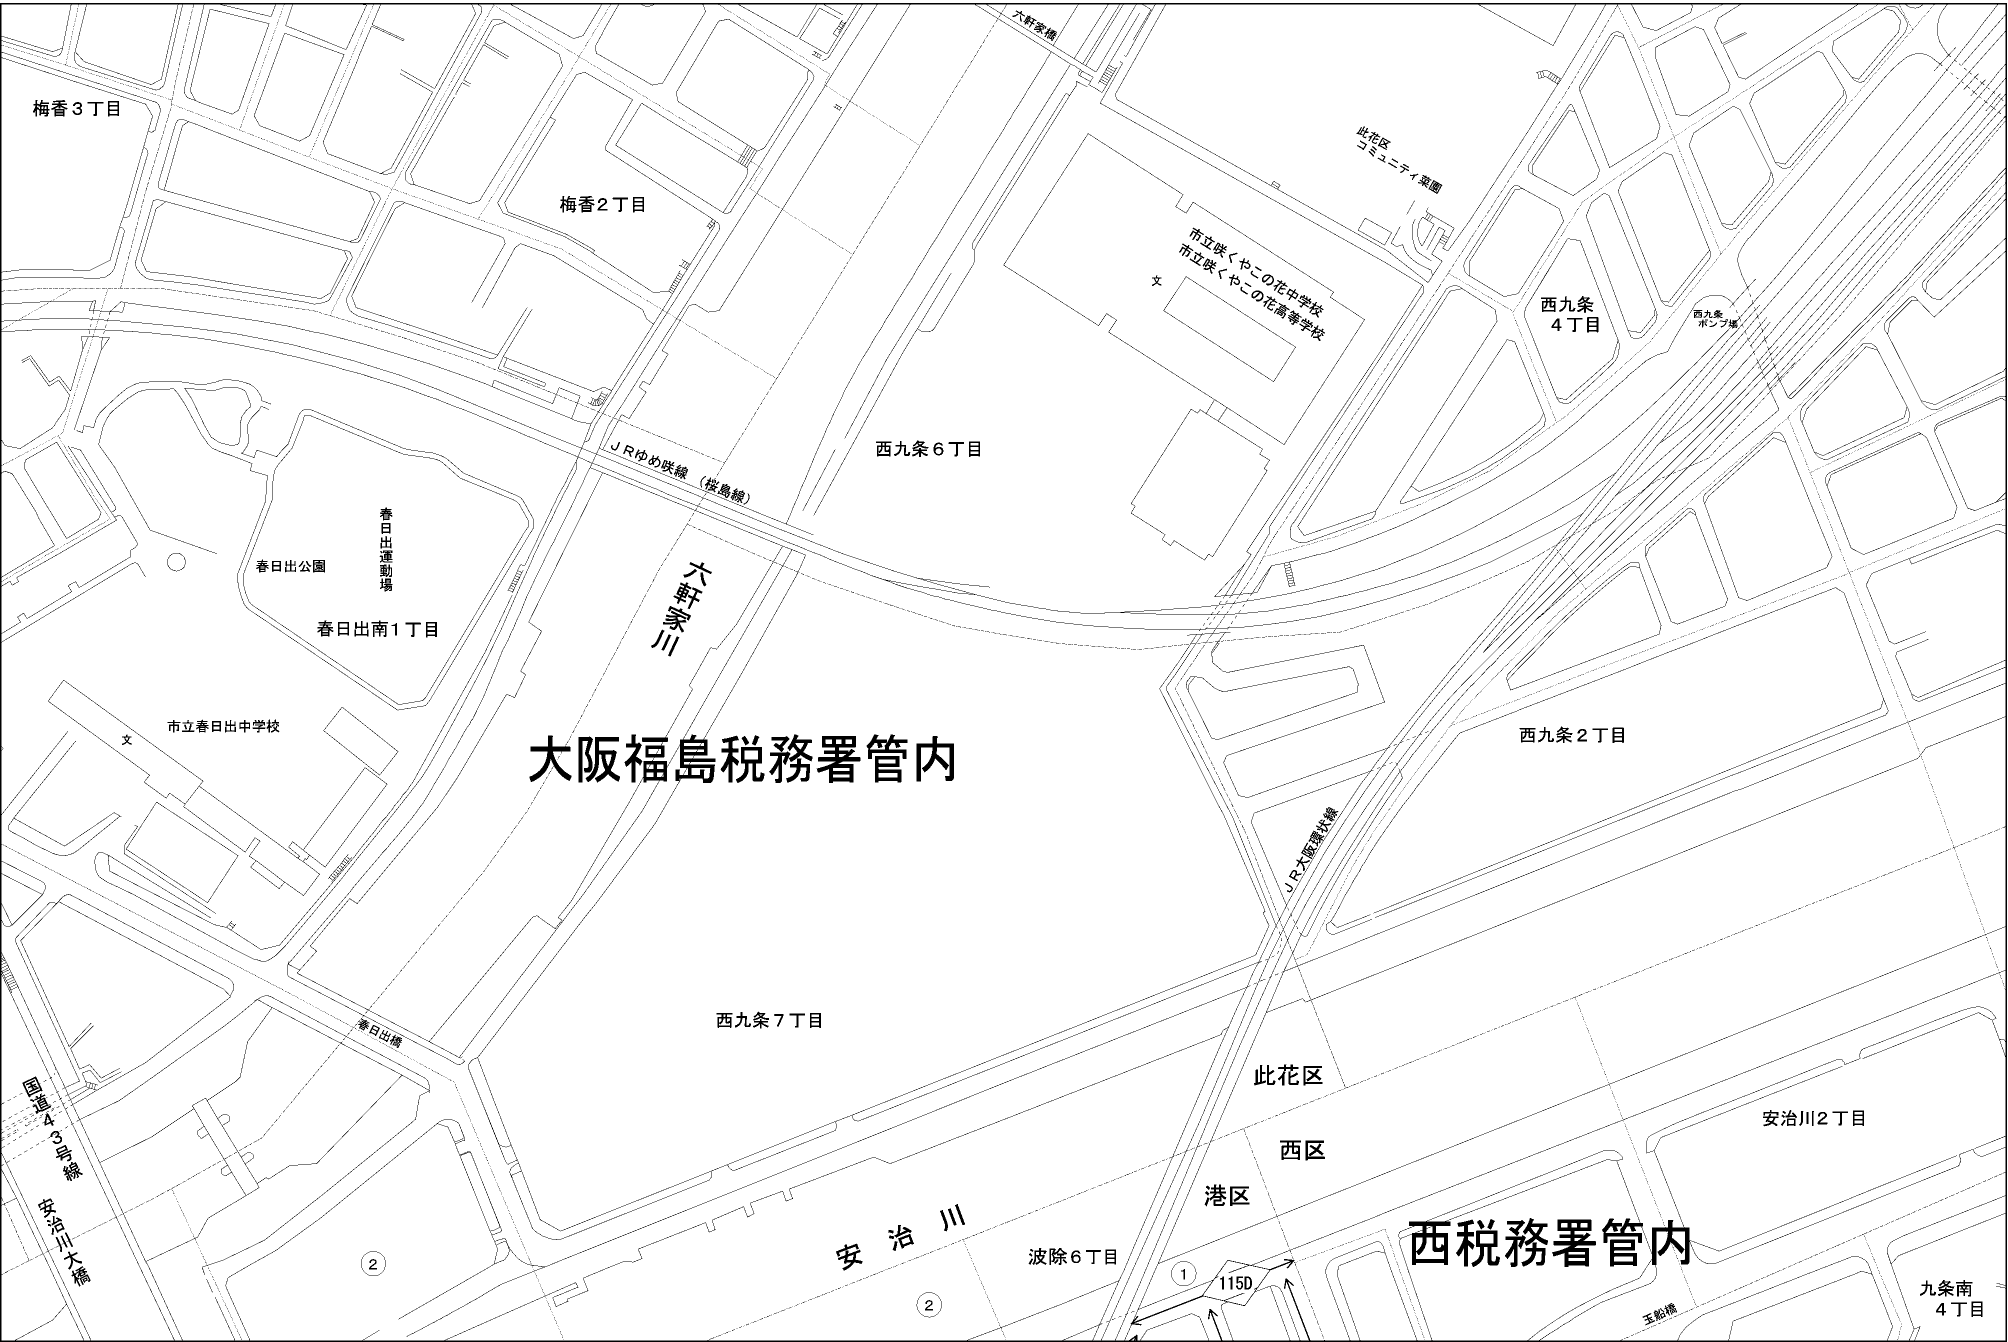 六軒家橋
梅香３丁目
此花区
コミュニティ菜園
梅香２丁目
市立咲くやこの花中学校
市立咲くやこの花高等学校
文
西九条
４丁目
西九条
ポンプ場
西九条６丁目
ＪＲゆめ咲線（桜島線）
春日出運動場
春日出公園
六軒家川
春日出南１丁目
市立春日出中学校
文
西九条２丁目
大阪福島税務署管内
ＪＲ大阪環状線
西九条７丁目
春日出橋
此花区
国道４３号線
安治川２丁目
西区
港区
安治川大橋
安治川
西税務署管内
波除６丁目
②
①
115D
②
九条南
４丁目
玉船橋